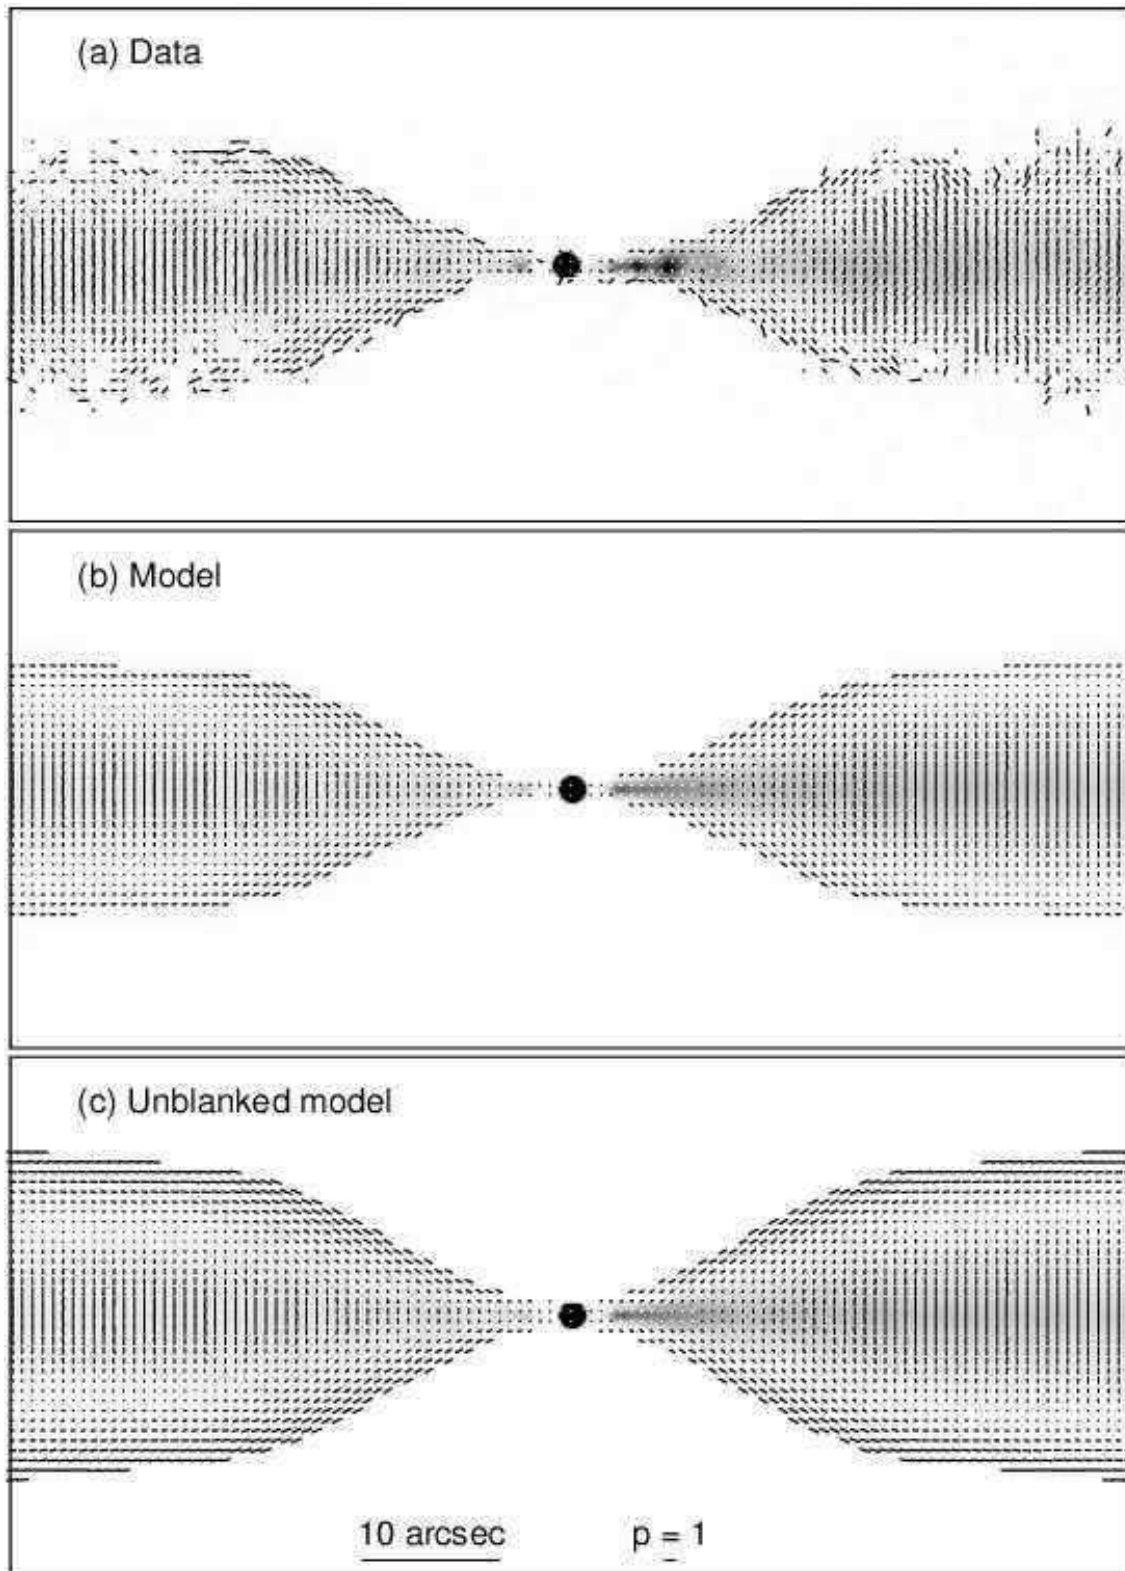 (a) Data
(b) Model
(c) Unblanked model
10 arcsec
p = 1